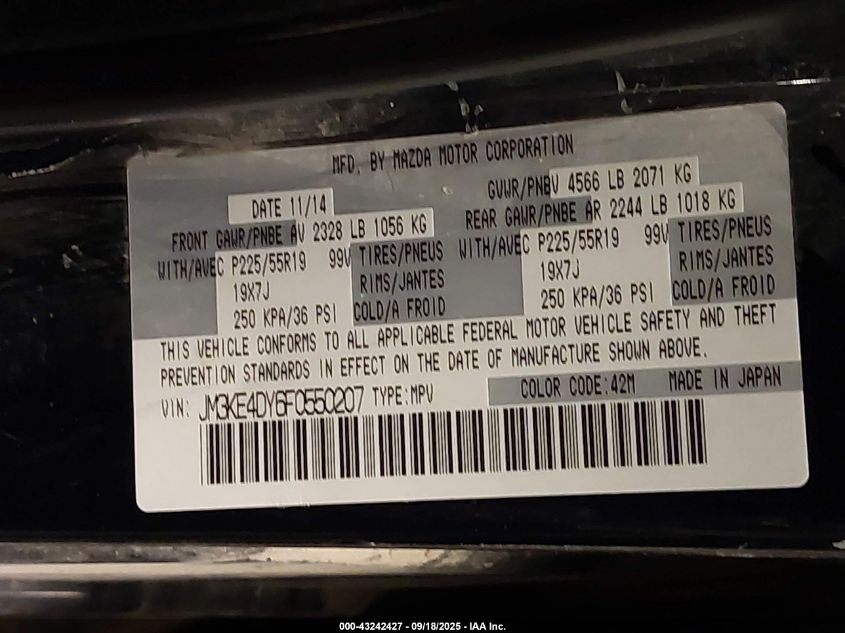 MFD. BY MAZDA MOTOR CORPORATION
DATE 11/14 GVWR/PNBV 4566 LB 2071 KG
FRONT GAWR/PNBE AV 2328 LB 1056 KG REAR GAWR/PNBE AR 2244 LB 1018 KG
WITH/AVEC P225/55R19 99V TIRES/PNEUS WITH/AVEC P225/55R19 99V TIRES/PNEUS
19X7J RIMS/JANTES 19X7J RIMS/JANTES
250 KPA/36 PSI COLD/A FROID 250 KPA/36 PSI COLD/A FROID
THIS VEHICLE CONFORMS TO ALL APPLICABLE FEDERAL MOTOR VEHICLE SAFETY AND THEFT
PREVENTION STANDARDS IN EFFECT ON THE DATE OF MANUFACTURE SHOWN ABOVE.
VIN: JM3KE4DY6F0550207 TYPE:MPV COLOR CODE:42M MADE IN JAPAN
000-43242427 - 09/18/2025 - IAA Inc.